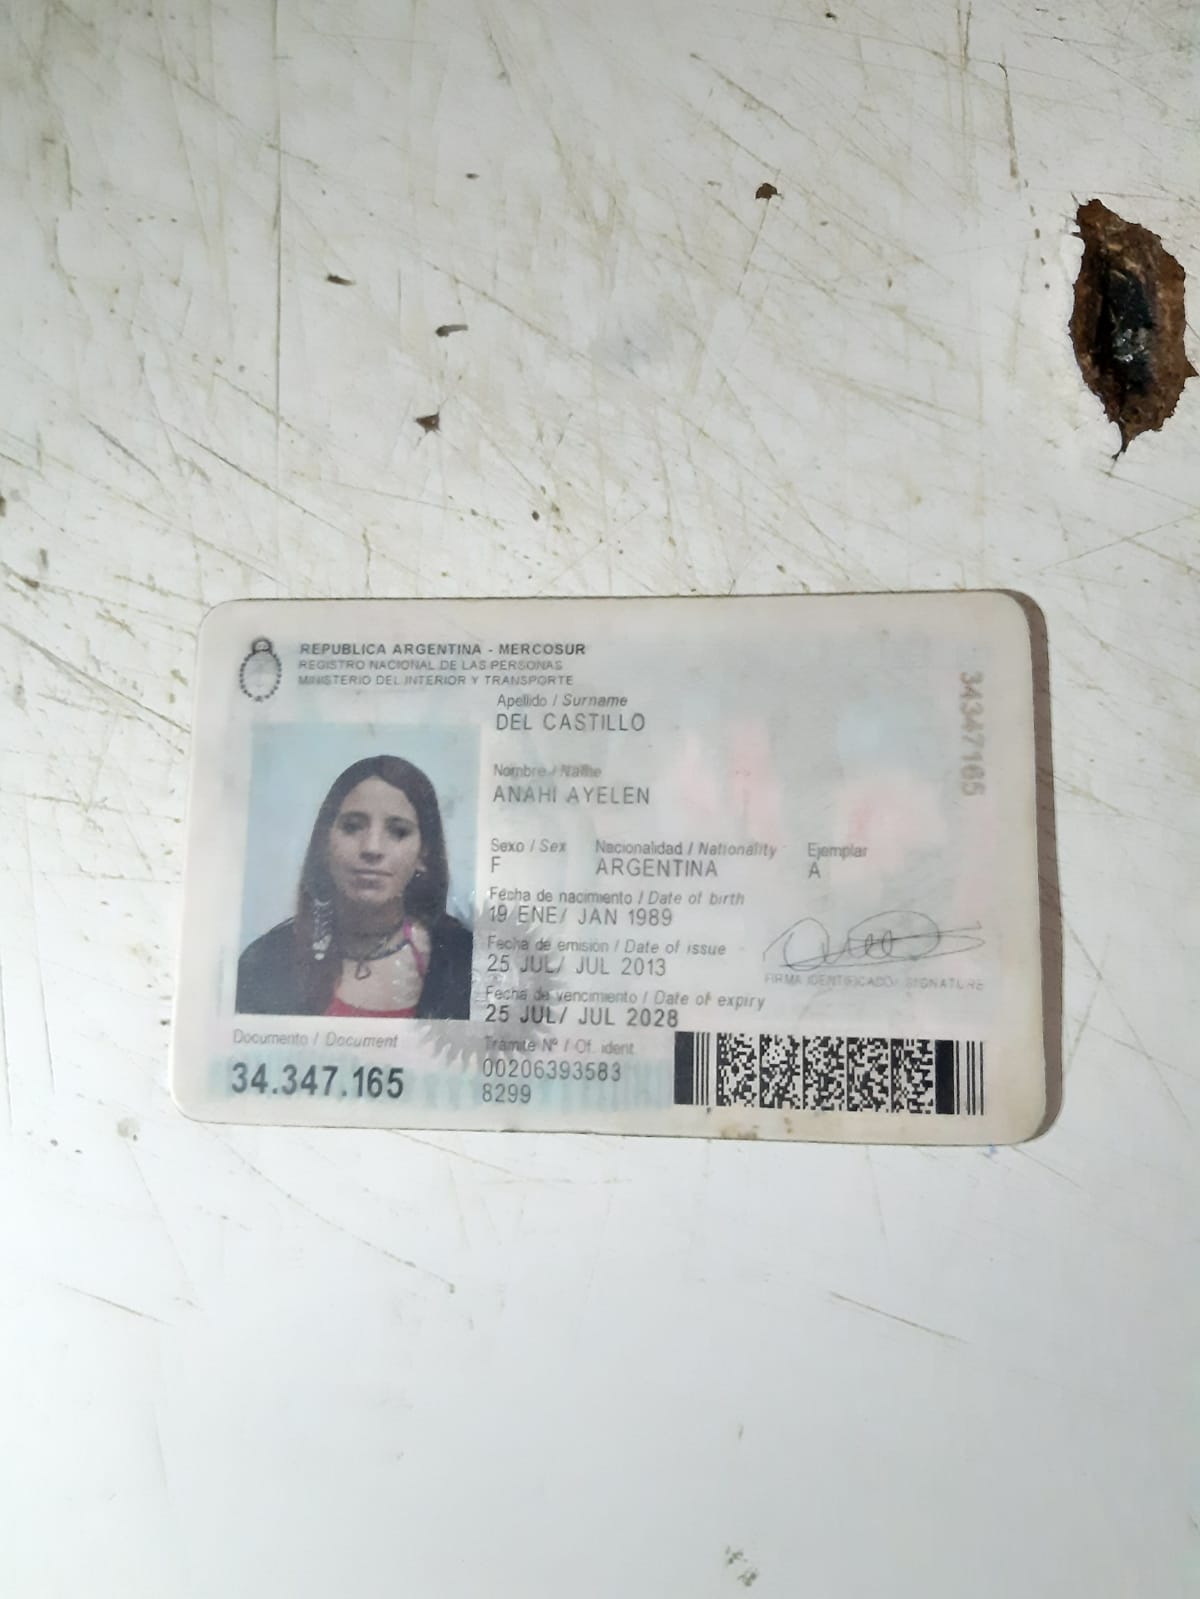 REPUBLICA ARGENTINA - MERCOSUR
REGISTRO NACIONAL DE LAS PERSONAS
MINISTERIO DEL INTERIOR Y TRANSPORTE
Apellido / Surname
DEL CASTILLO
Nombre / Name
ANAHI AYELEN
Sexo / Sex Nacionalidad / Nationality Ejemplar
F ARGENTINA A
Fecha de nacimiento / Date of birth
19 ENE/ JAN 1989
Fecha de emisión / Date of issue
25 JUL/ JUL 2013
FIRMA IDENTIFICADO/ SIGNATURE
Fecha de vencimiento / Date of expiry
25 JUL/ JUL 2028
Documento / Document
34.347.165
Trámite Nº / Of. ident.
00206393583
8299
34347165